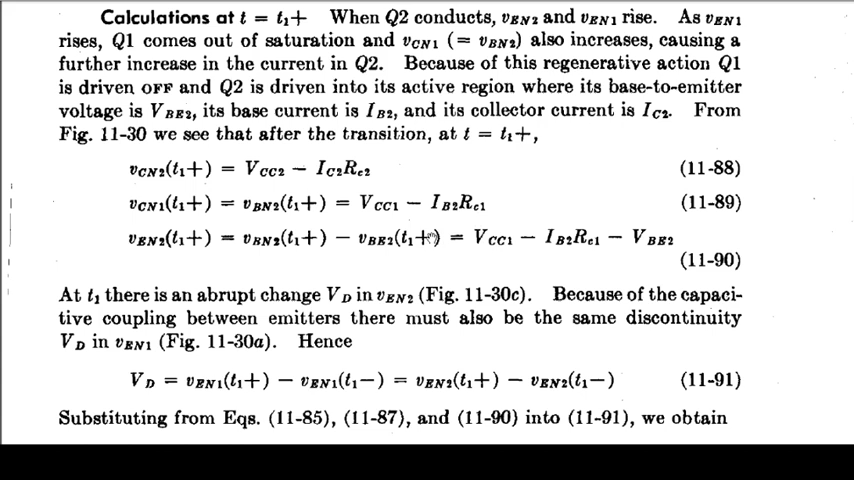 Calculations at t = t₁+ When Q2 conducts, v_EN2 and v_EN1 rise. As v_EN1
rises, Q1 comes out of saturation and v_CN1 (= v_BN2) also increases, causing a
further increase in the current in Q2. Because of this regenerative action Q1
is driven OFF and Q2 is driven into its active region where its base-to-emitter
voltage is V_BE2, its base current is I_B2, and its collector current is I_C2. From
Fig. 11-30 we see that after the transition, at t = t₁+,
v_CN2(t₁+) = V_CC2 − I_C2R_c2 (11-88)
v_CN1(t₁+) = v_BN2(t₁+) = V_CC1 − I_B2R_c1 (11-89)
v_EN2(t₁+) = v_BN2(t₁+) − v_BE2(t₁+) = V_CC1 − I_B2R_c1 − V_BE2
(11-90)
At t₁ there is an abrupt change V_D in v_EN2 (Fig. 11-30c). Because of the capaci-
tive coupling between emitters there must also be the same discontinuity
V_D in v_EN1 (Fig. 11-30a). Hence
V_D = v_EN1(t₁+) − v_EN1(t₁−) = v_EN2(t₁+) − v_EN2(t₁−) (11-91)
Substituting from Eqs. (11-85), (11-87), and (11-90) into (11-91), we obtain